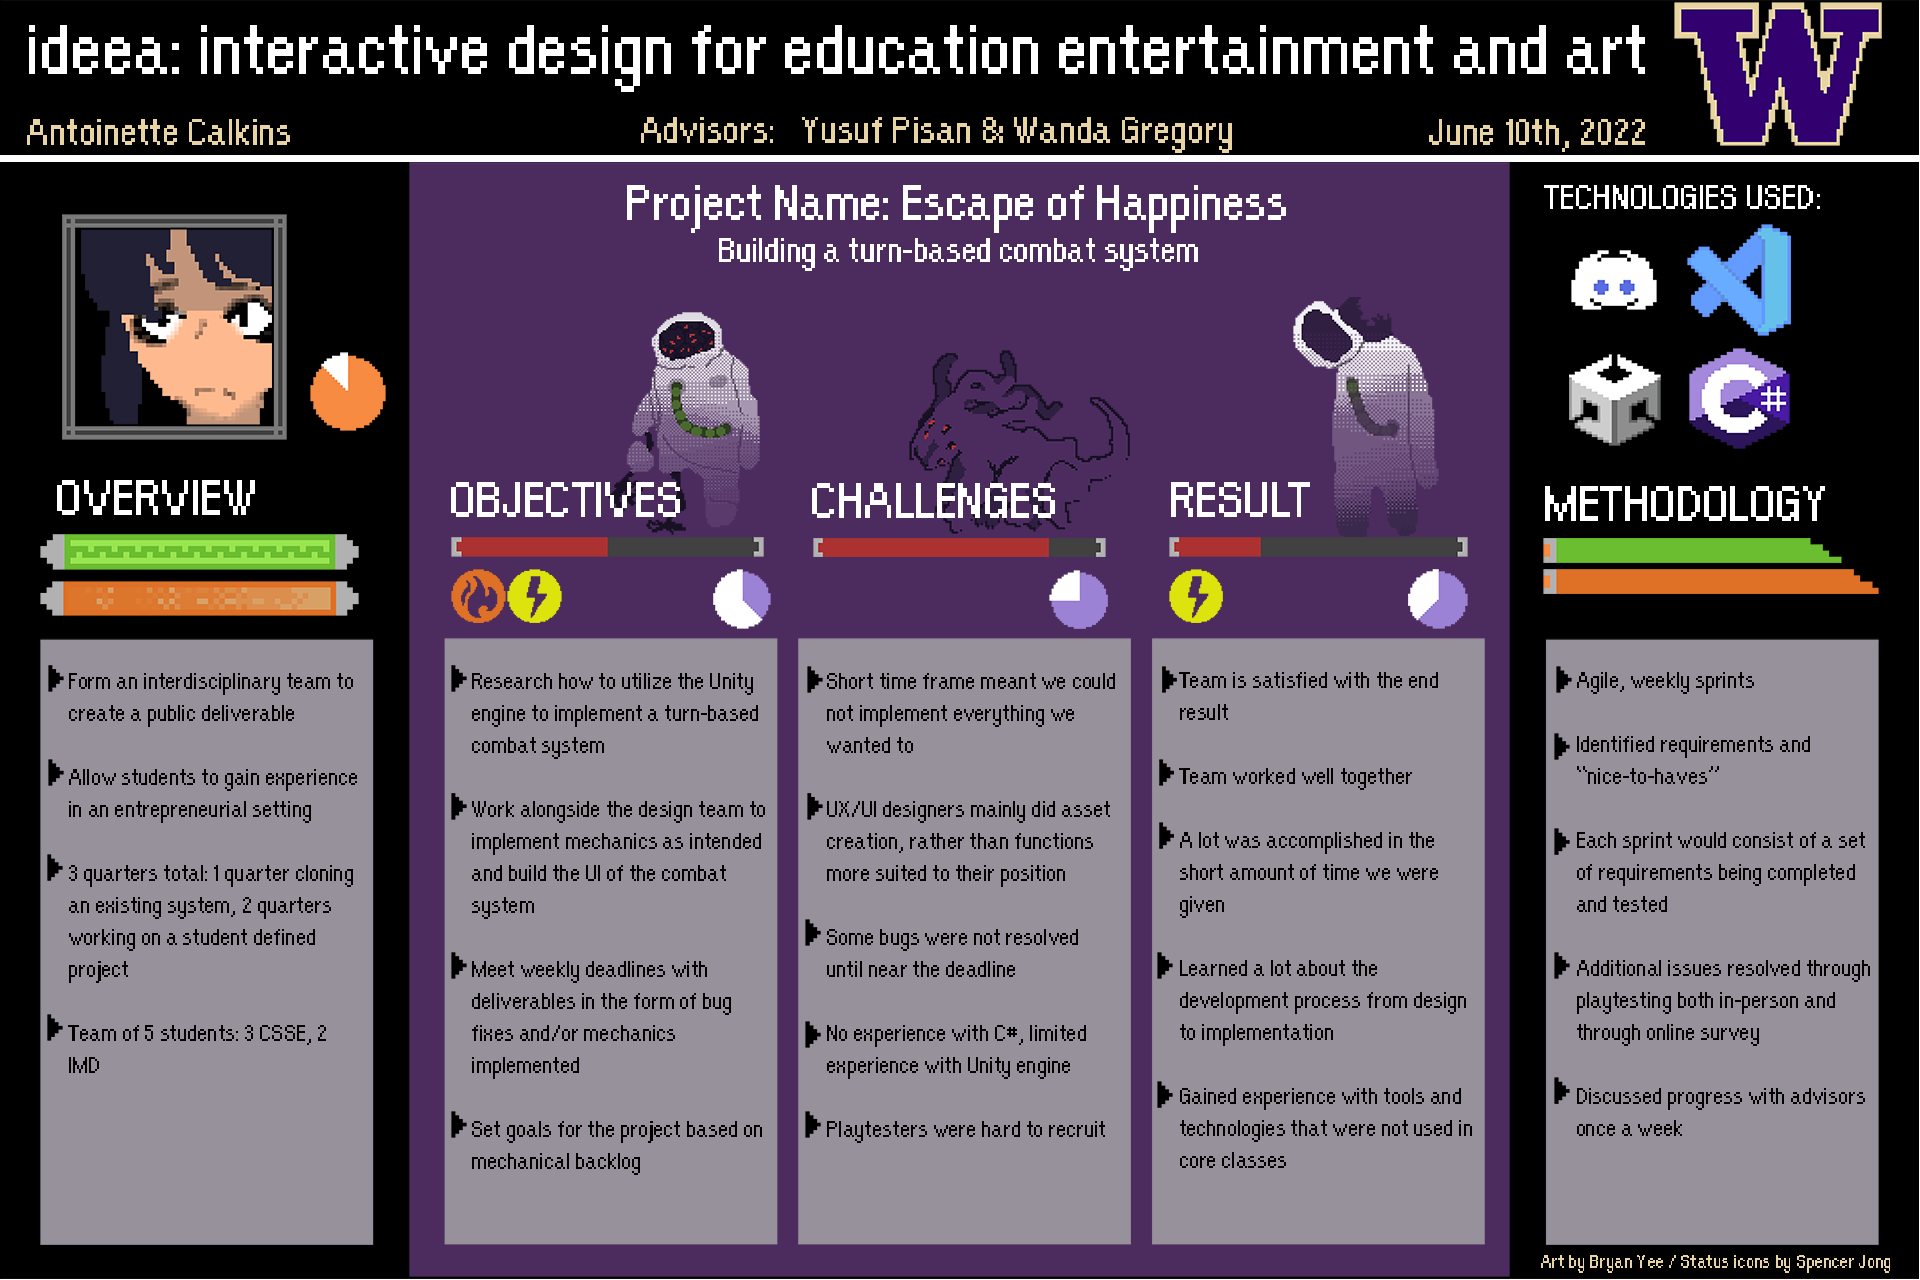 ideea: interactive design for education entertainment and art
W
Antoinette Calkins
Advisors: Yusuf Pisan & Wanda Gregory
June 10th, 2022
Project Name: Escape of Happiness
Building a turn-based combat system
TECHNOLOGIES USED:
C#
OVERVIEW
Form an interdisciplinary team to
create a public deliverable
Allow students to gain experience
in an entrepreneurial setting
3 quarters total: 1 quarter cloning
an existing system, 2 quarters
working on a student defined
project
Team of 5 students: 3 CSSE, 2
IMD
OBJECTIVES
Research how to utilize the Unity
engine to implement a turn-based
combat system
Work alongside the design team to
implement mechanics as intended
and build the UI of the combat
system
Meet weekly deadlines with
deliverables in the form of bug
fixes and/or mechanics
implemented
Set goals for the project based on
mechanical backlog
CHALLENGES
Short time frame meant we could
not implement everything we
wanted to
UX/UI designers mainly did asset
creation, rather than functions
more suited to their position
Some bugs were not resolved
until near the deadline
No experience with C#, limited
experience with Unity engine
Playtesters were hard to recruit
RESULT
Team is satisfied with the end
result
Team worked well together
A lot was accomplished in the
short amount of time we were
given
Learned a lot about the
development process from design
to implementation
Gained experience with tools and
technologies that were not used in
core classes
METHODOLOGY
Agile, weekly sprints
Identified requirements and
"nice-to-haves"
Each sprint would consist of a set
of requirements being completed
and tested
Additional issues resolved through
playtesting both in-person and
through online survey
Discussed progress with advisors
once a week
Art by Bryan Yee / Status icons by Spencer Jong